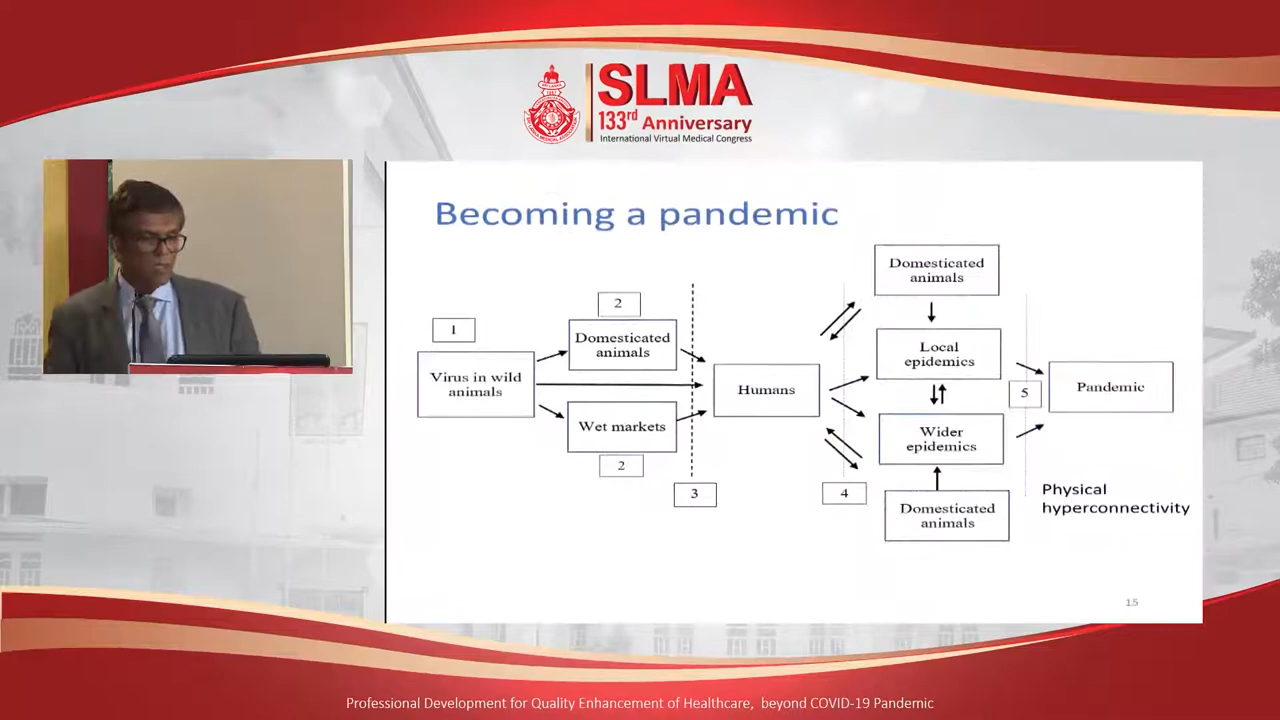 SLMA
133rd Anniversary
International Virtual Medical Congress
Becoming a pandemic
1
Virus in wild
animals
2
Domesticated
animals
Wet markets
2
3
Humans
4
Domesticated
animals
Local
epidemics
Wider
epidemics
Domesticated
animals
5
Pandemic
Physical
hyperconnectivity
15
Professional Development for Quality Enhancement of Healthcare, beyond COVID-19 Pandemic